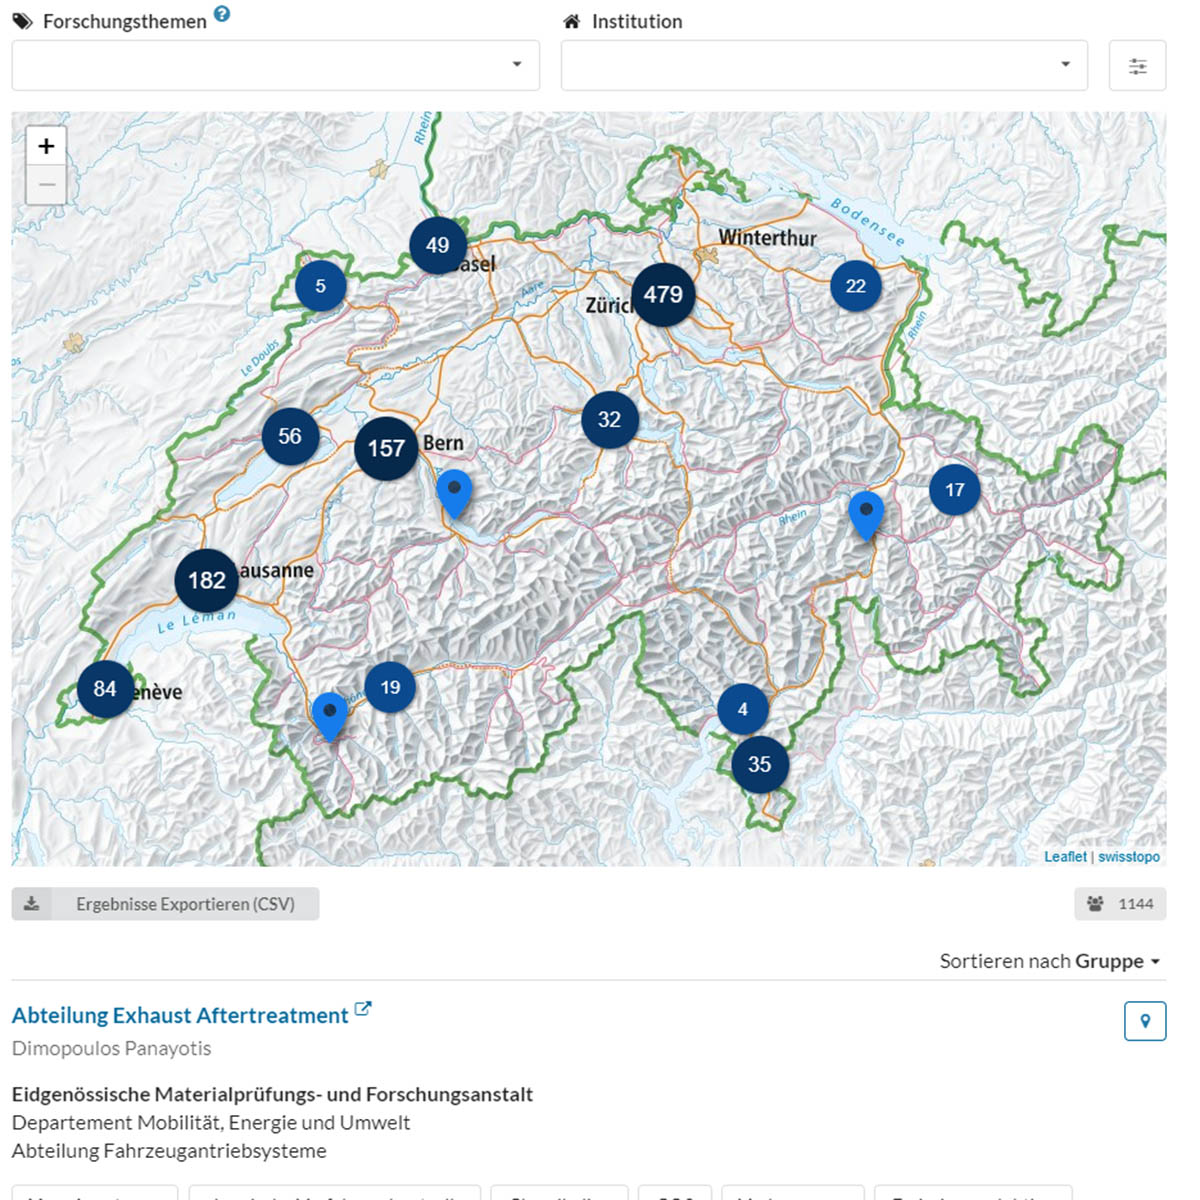 Forschungsthemen ?
Institution
+
−
Rhein
Bodensee
Winterthur
49
asel
5
Aare
Züric
479
22
Rhein
Le Doubs
56
157
Bern
32
17
Rhein
182
ausanne
Le Léman
84
enève
19
4
35
Leaflet | swisstopo
Ergebnisse Exportieren (CSV)
1144
Sortieren nach Gruppe
Abteilung Exhaust Aftertreatment
Dimopoulos Panayotis
Eidgenössische Materialprüfungs- und Forschungsanstalt
Departement Mobilität, Energie und Umwelt
Abteilung Fahrzeugantriebsysteme